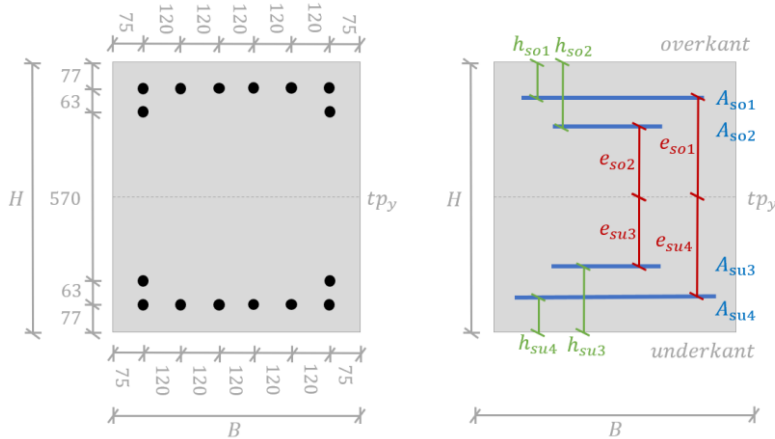 75 120 120 120 120 120 75
77
63
570
63
77
H
tp_y
75 120 120 120 120 120 75
B
h_so1 h_so2
overkant
A_so1
A_so2
e_so2 e_so1
H
tp_y
e_su3 e_su4
A_su3
A_su4
h_su4 h_su3
underkant
B